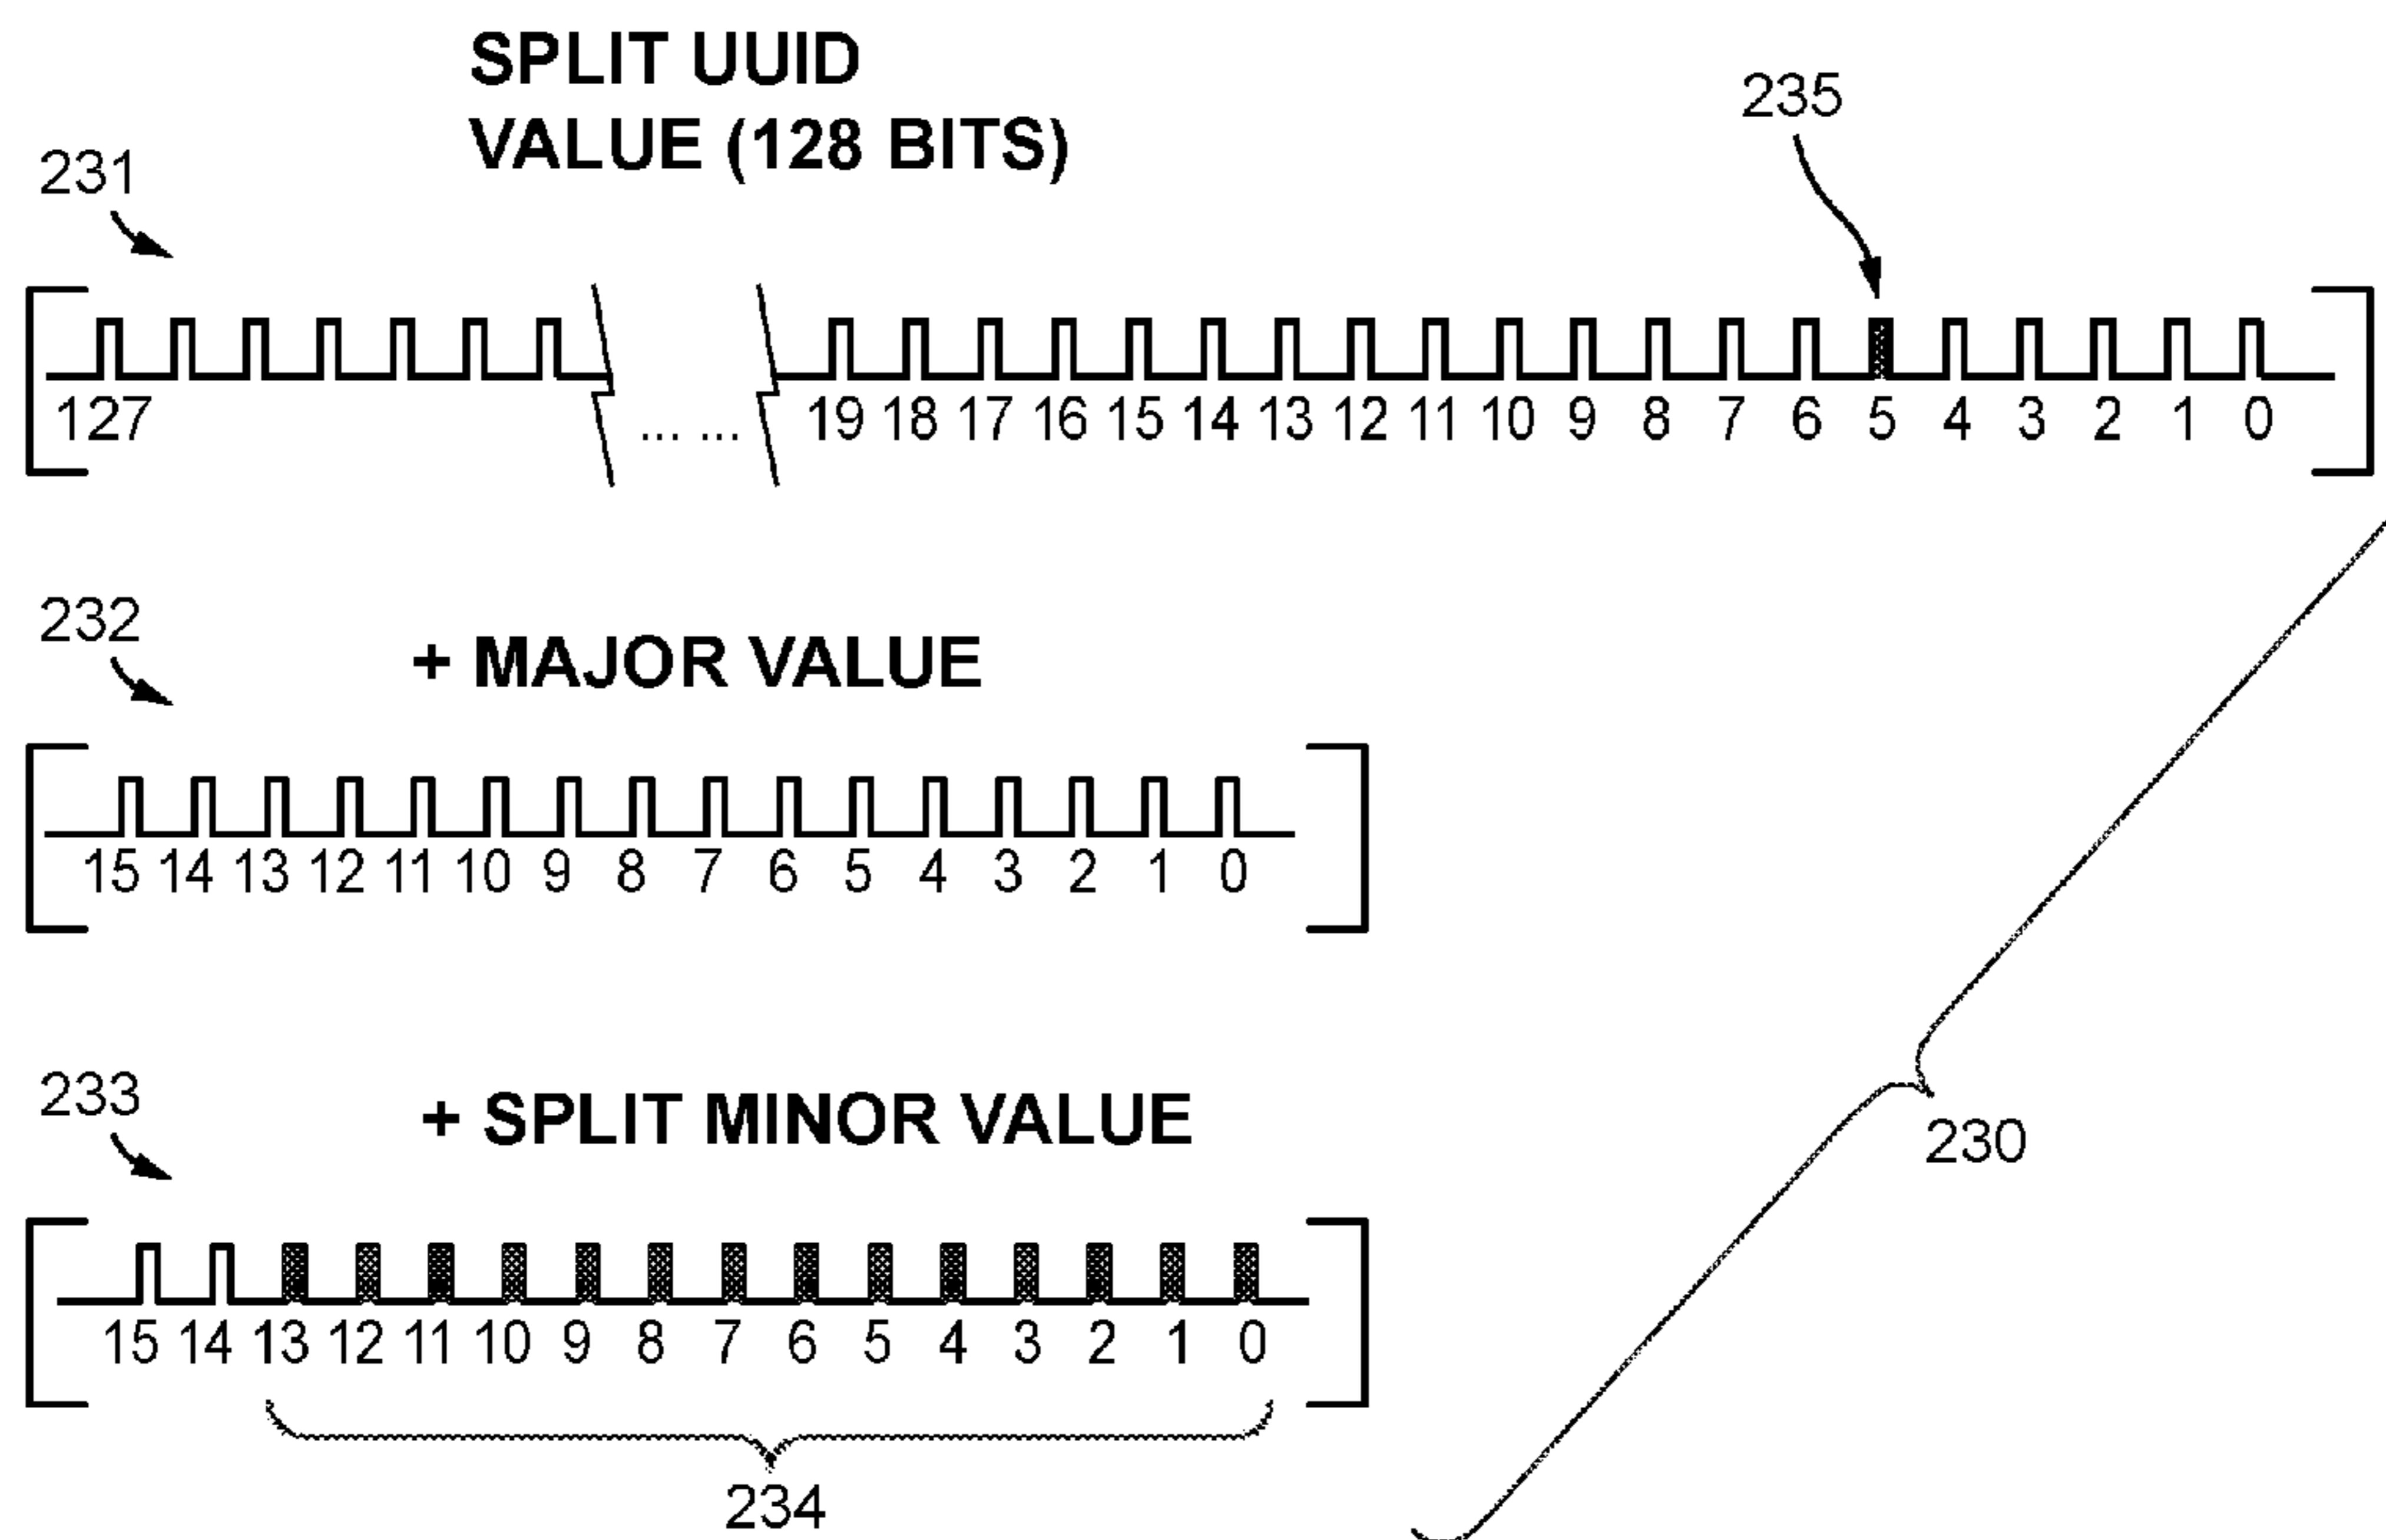 SPLIT UUID
VALUE (128 BITS)
235
231
127 ... ... 19 18 17 16 15 14 13 12 11 10 9 8 7 6 5 4 3 2 1 0
232
+ MAJOR VALUE
15 14 13 12 11 10 9 8 7 6 5 4 3 2 1 0
233
+ SPLIT MINOR VALUE
230
15 14 13 12 11 10 9 8 7 6 5 4 3 2 1 0
234